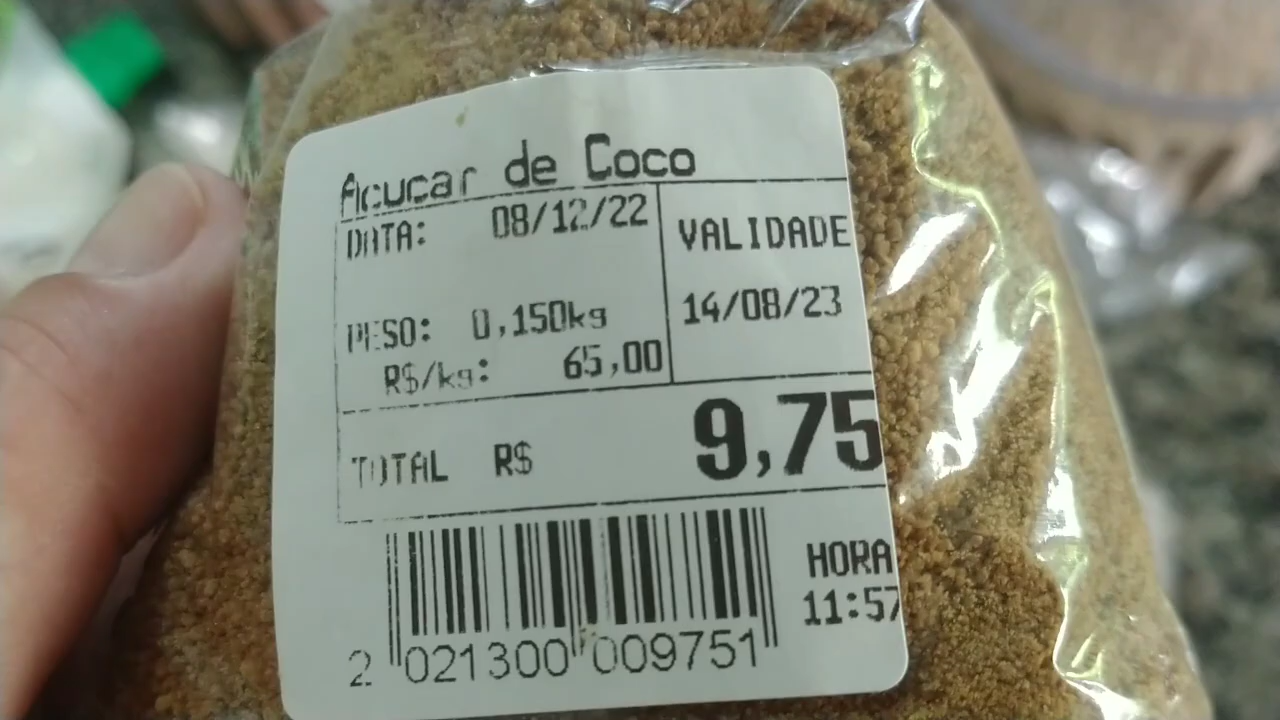 Acucar de Coco
DATA: 08/12/22
VALIDADE
14/08/23
PESO: 0,150kg
R$/kg: 65,00
TOTAL R$ 9,75
HORA
11:57
2 021300 009751